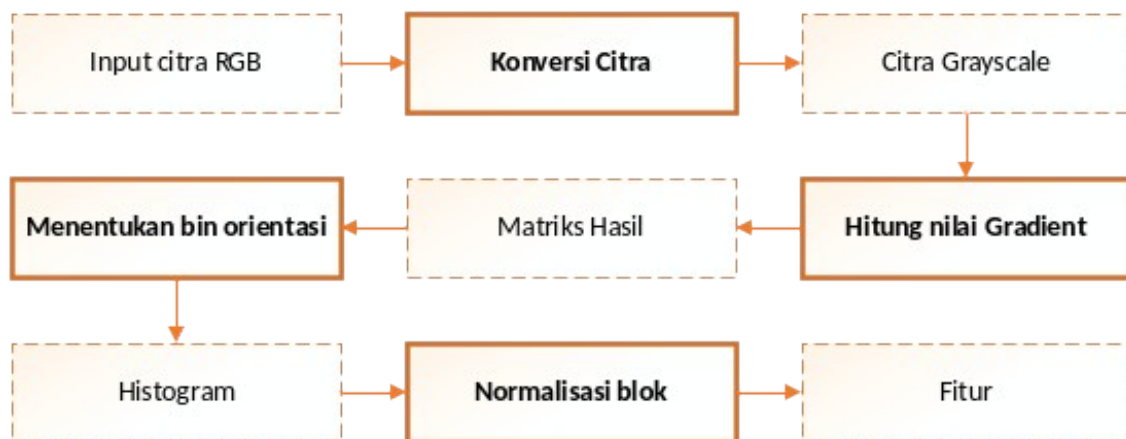 Input citra RGB
Konversi Citra
Citra Grayscale
Menentukan bin orientasi
Matriks Hasil
Hitung nilai Gradient
Histogram
Normalisasi blok
Fitur